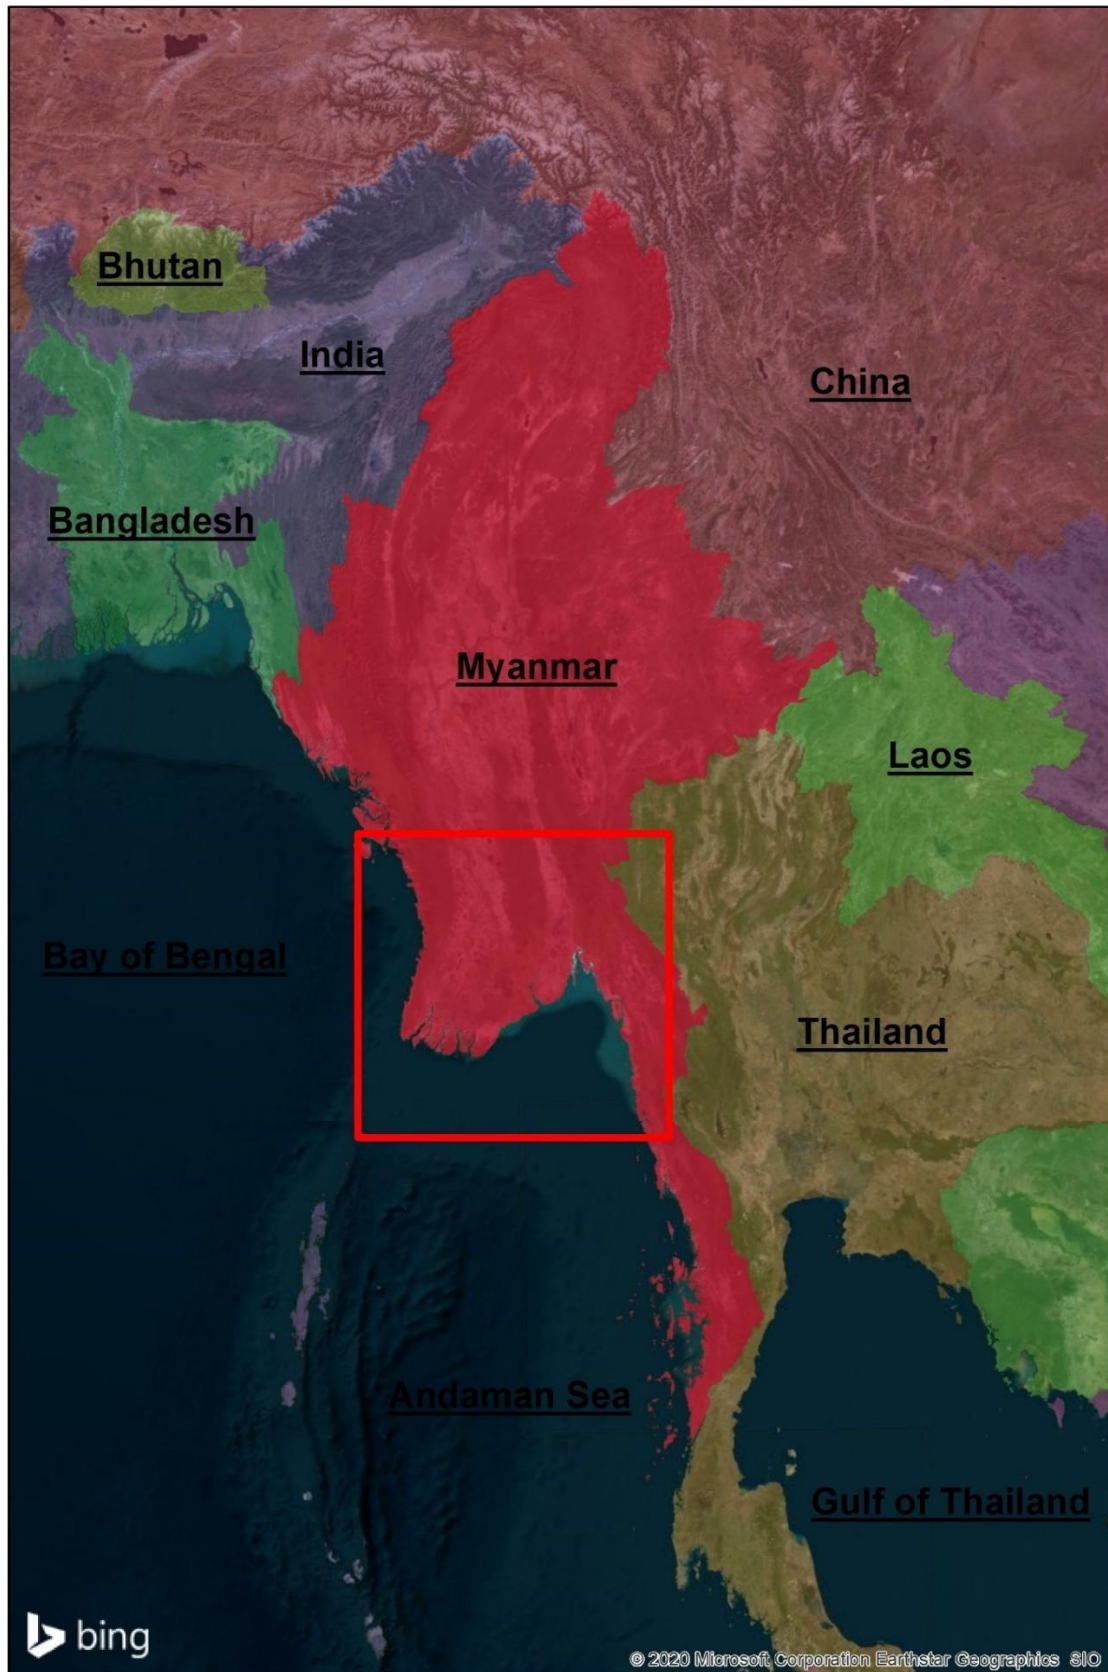 Bhutan
India
China
Bangladesh
Myanmar
Laos
Bay of Bengal
Thailand
Andaman Sea
Gulf of Thailand
bing
© 2020 Microsoft Corporation Earthstar Geographics SIO